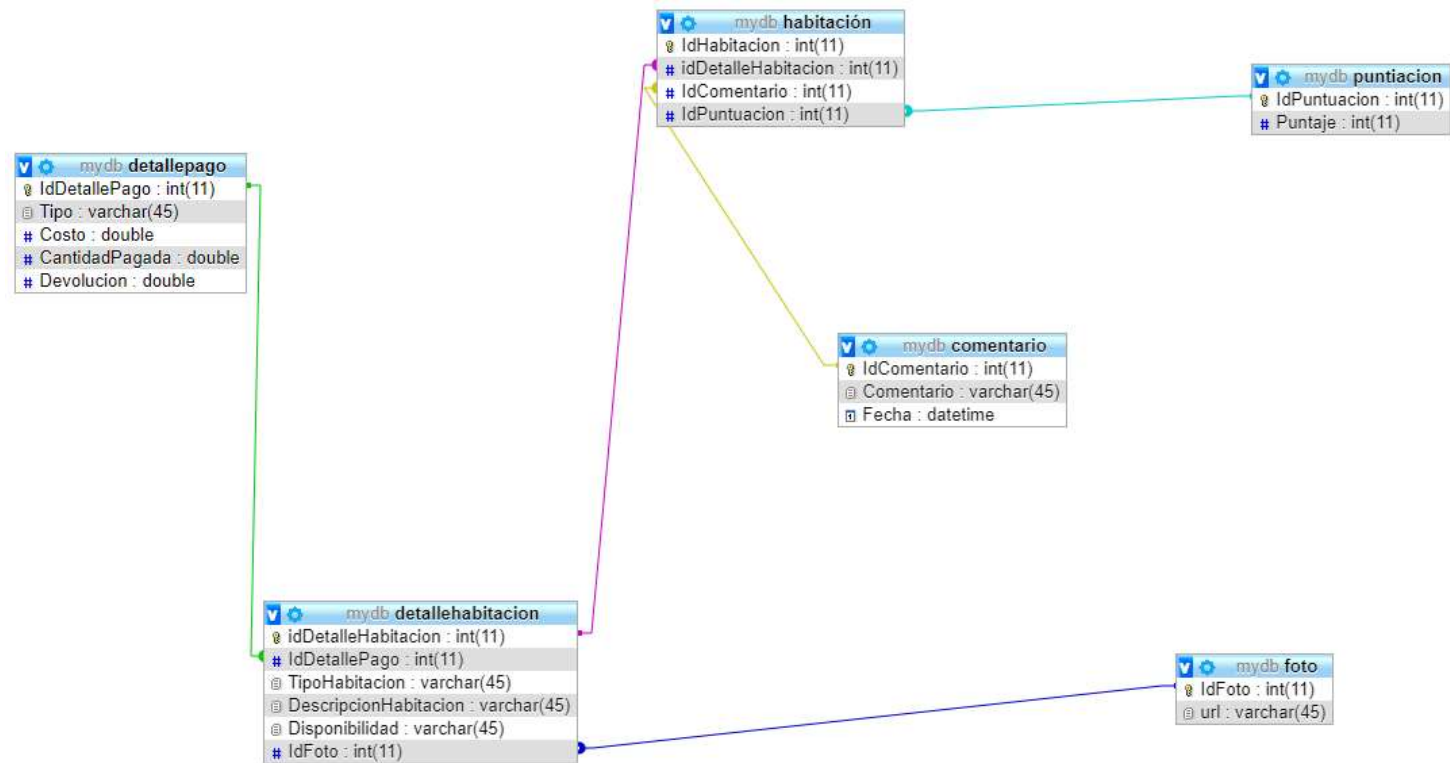 mydb habitación
IdHabitacion : int(11)
idDetalleHabitacion : int(11)
IdComentario : int(11)
IdPuntuacion : int(11)
mydb puntiacion
IdPuntuacion : int(11)
Puntaje : int(11)
mydb detallepago
IdDetallePago : int(11)
Tipo : varchar(45)
Costo : double
CantidadPagada : double
Devolucion : double
mydb comentario
IdComentario : int(11)
Comentario : varchar(45)
Fecha : datetime
mydb detallehabitacion
idDetalleHabitacion : int(11)
IdDetallePago : int(11)
TipoHabitacion : varchar(45)
DescripcionHabitacion : varchar(45)
Disponibilidad : varchar(45)
IdFoto : int(11)
mydb foto
IdFoto : int(11)
url : varchar(45)